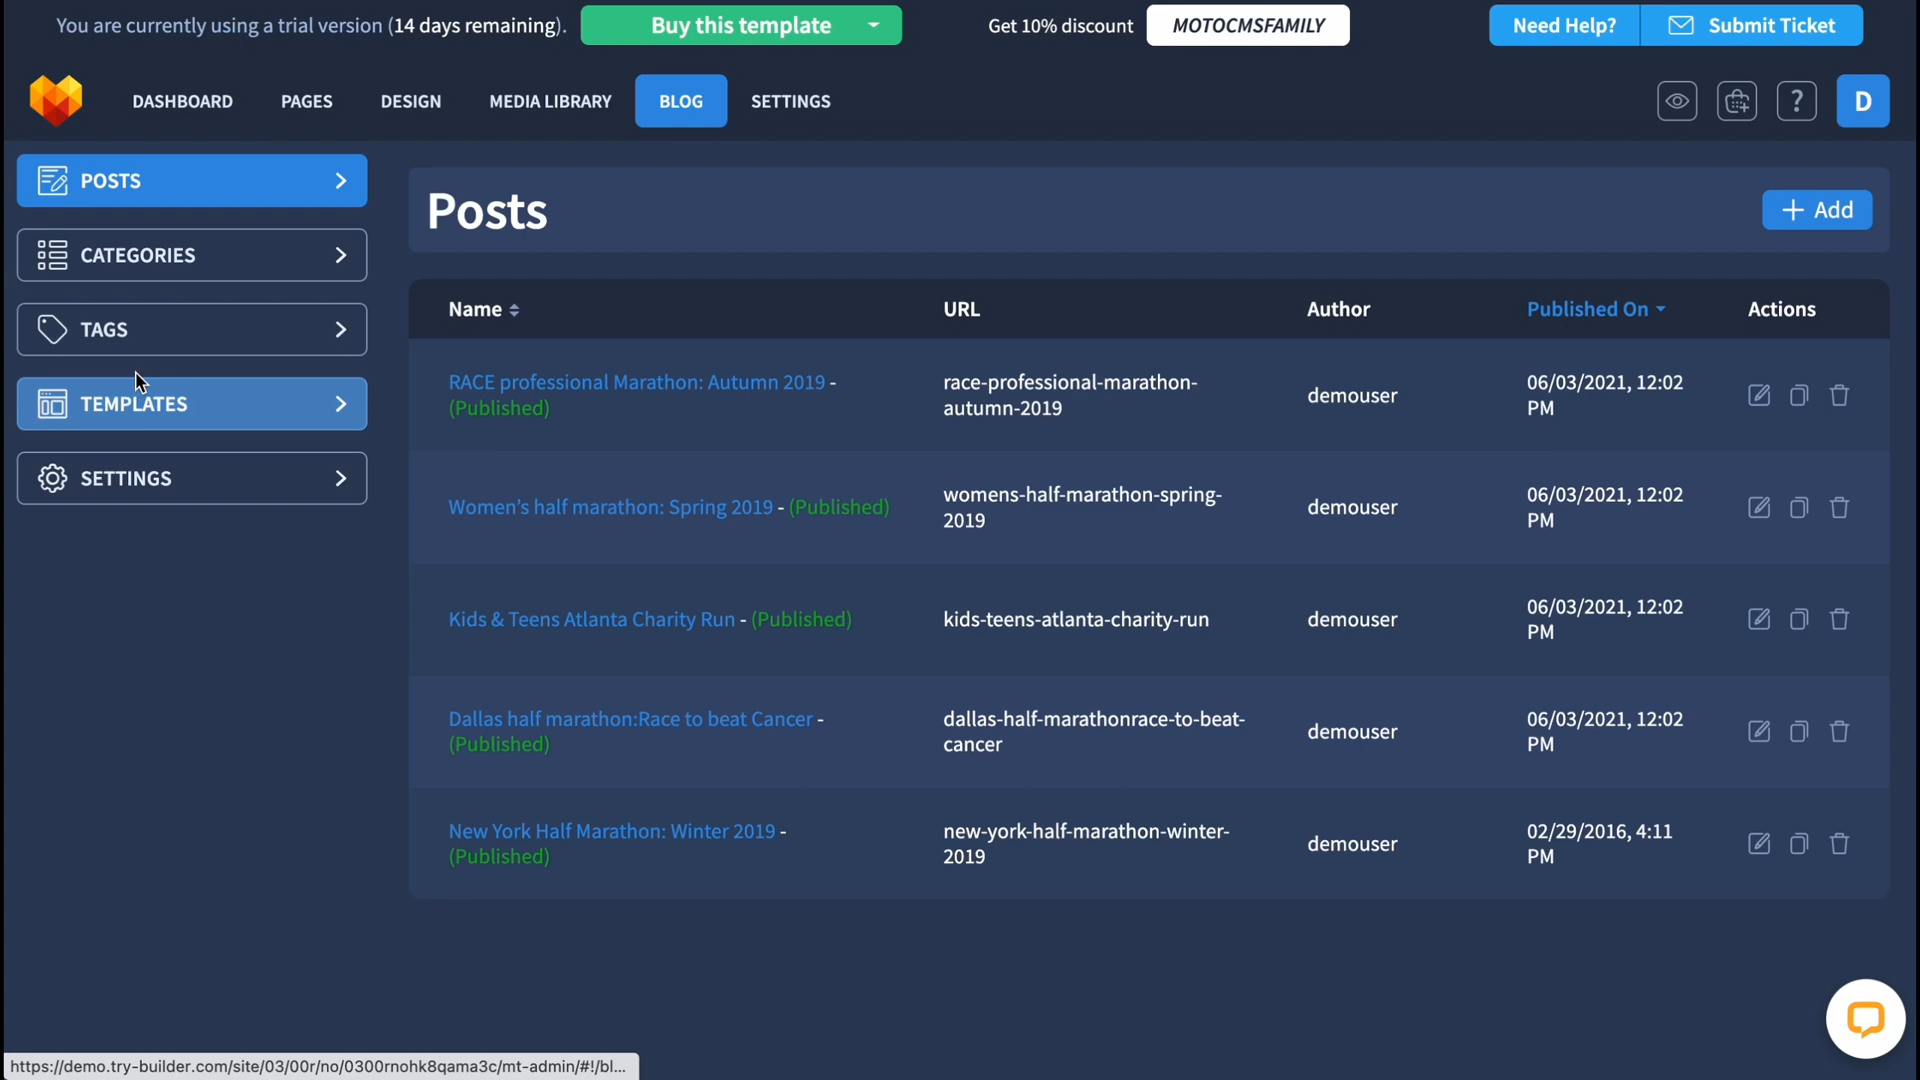 You are currently using a trial version (14 days remaining).
Buy this template
Get 10% discount
MOTOCMSFAMILY
Need Help?
Submit Ticket
DASHBOARD
PAGES
DESIGN
MEDIA LIBRARY
BLOG
SETTINGS
?
D
POSTS
CATEGORIES
TAGS
TEMPLATES
SETTINGS
Posts
+ Add
Name
URL
Author
Published On
Actions
RACE professional Marathon: Autumn 2019 -
(Published)
race-professional-marathon-
autumn-2019
demouser
06/03/2021, 12:02
PM
Women’s half marathon: Spring 2019 - (Published)
womens-half-marathon-spring-
2019
demouser
06/03/2021, 12:02
PM
Kids & Teens Atlanta Charity Run - (Published)
kids-teens-atlanta-charity-run
demouser
06/03/2021, 12:02
PM
Dallas half marathon:Race to beat Cancer -
(Published)
dallas-half-marathonrace-to-beat-
cancer
demouser
06/03/2021, 12:02
PM
New York Half Marathon: Winter 2019 -
(Published)
new-york-half-marathon-winter-
2019
demouser
02/29/2016, 4:11
PM
https://demo.try-builder.com/site/03/00r/no/0300rnohk8qama3c/mt-admin/#!/bl...